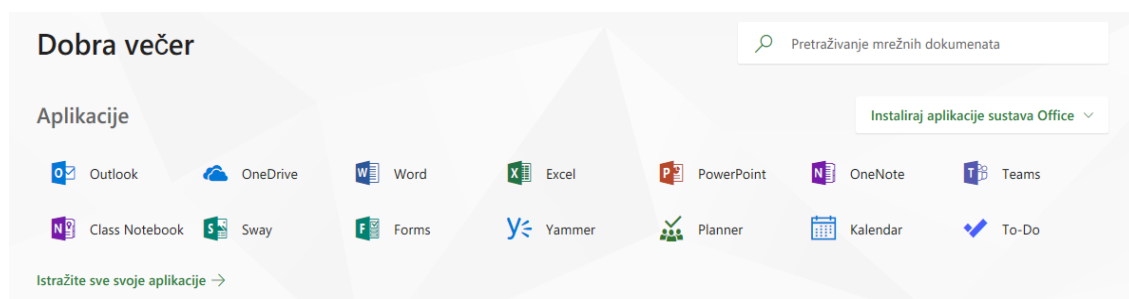 Dobra večer
Pretraživanje mrežnih dokumenata
Aplikacije
Instaliraj aplikacije sustava Office
Outlook OneDrive Word Excel PowerPoint OneNote Teams
Class Notebook Sway Forms Yammer Planner Kalendar To-Do
Istražite sve svoje aplikacije →